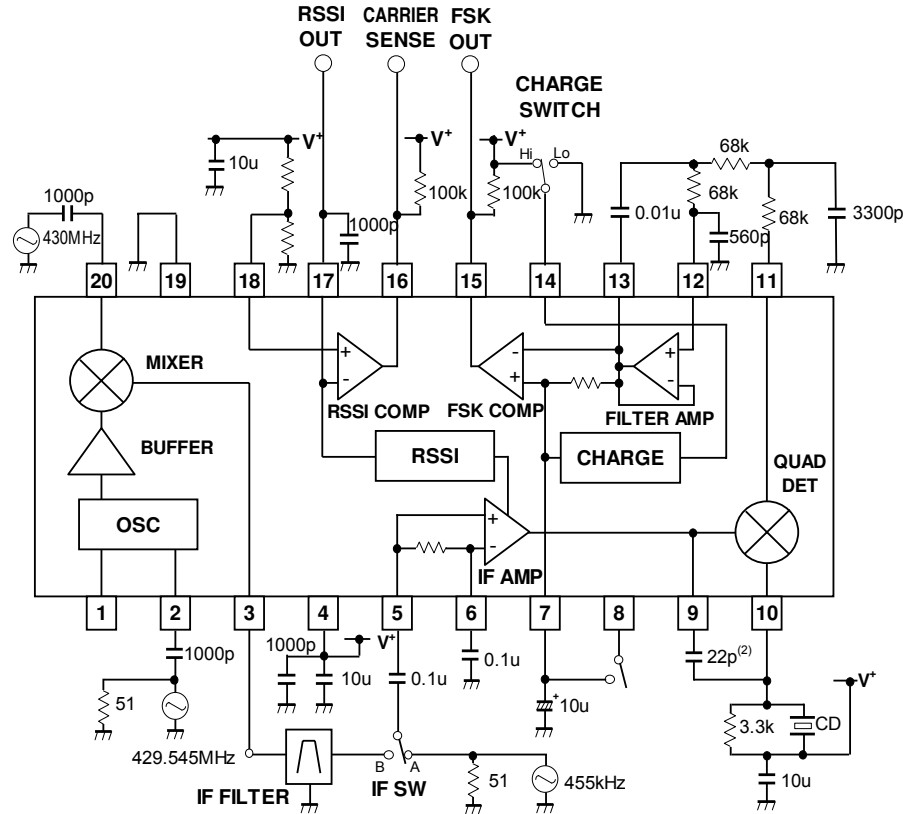 RSSI OUT
CARRIER SENSE
FSK OUT
CHARGE SWITCH
V+
10u
V+
100k
V+
Hi
Lo
100k
68k
68k
68k
0.01u
560p
3300p
1000p
430MHz
1000p
20
19
18
17
16
15
14
13
12
11
MIXER
+
-
RSSI COMP
-
+
FSK COMP
+
-
FILTER AMP
BUFFER
RSSI
CHARGE
QUAD DET
OSC
+
-
IF AMP
1
2
3
4
5
6
7
8
9
10
1000p
51
429.545MHz
1000p
10u
V+
0.1u
0.1u
+
10u
22p(2)
V+
3.3k
CD
10u
IF FILTER
B
A
IF SW
51
455kHz